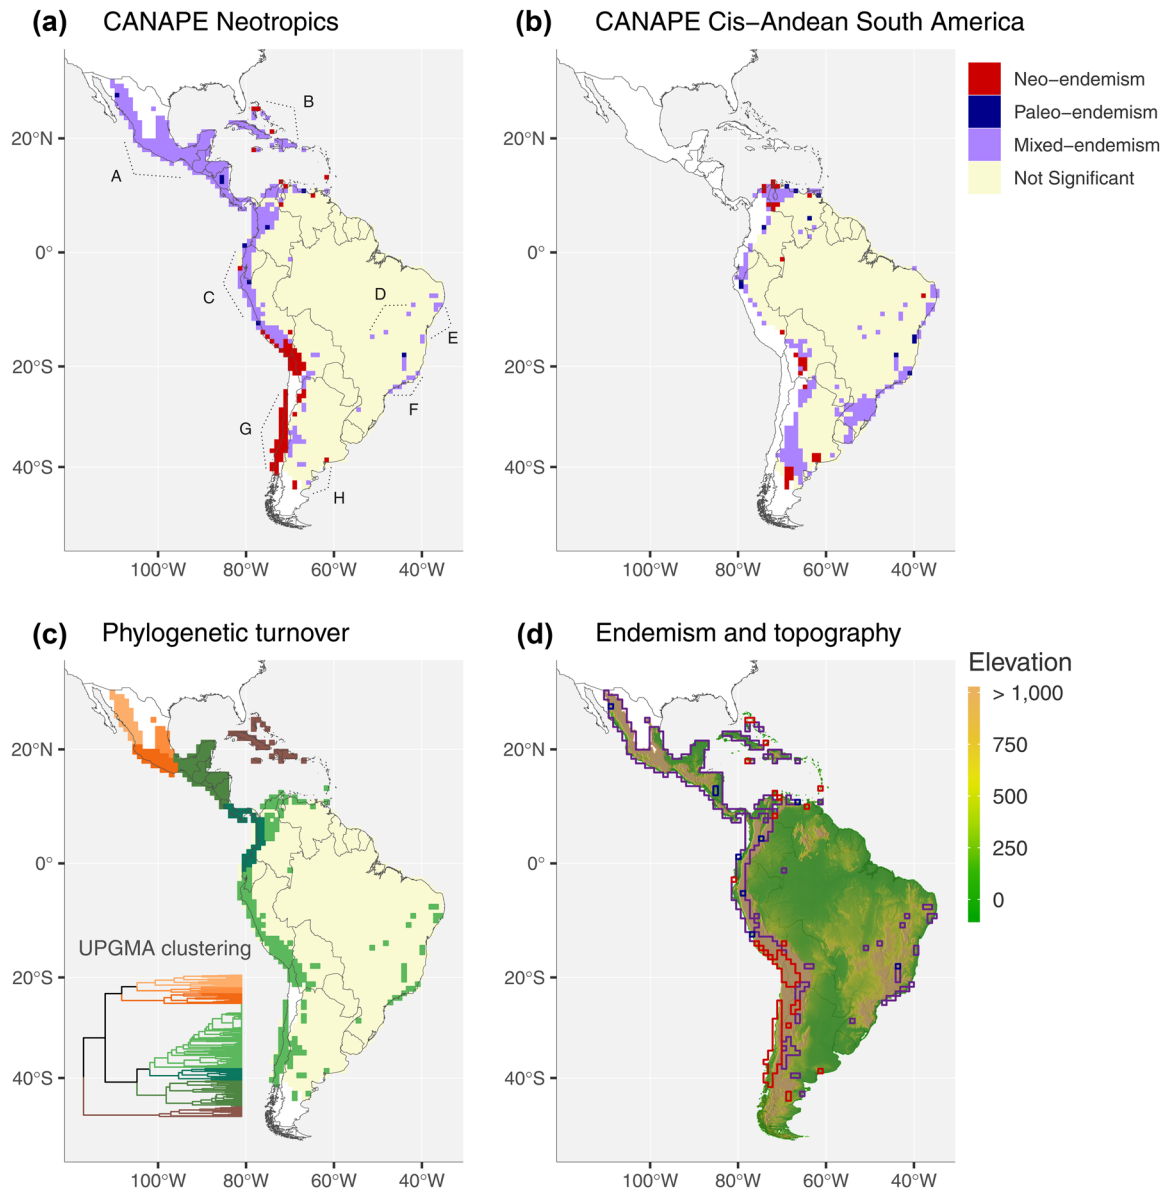 (a) CANAPE Neotropics
(b) CANAPE Cis−Andean South America
Neo−endemism
Paleo−endemism
Mixed−endemism
Not Significant
20°N
0°
20°S
40°S
A
B
C
D
E
F
G
H
100°W 80°W 60°W 40°W
20°N
0°
20°S
40°S
100°W 80°W 60°W 40°W
(c) Phylogenetic turnover
(d) Endemism and topography
20°N
0°
20°S
40°S
UPGMA clustering
100°W 80°W 60°W 40°W
20°N
0°
20°S
40°S
100°W 80°W 60°W 40°W
Elevation
> 1,000
750
500
250
0